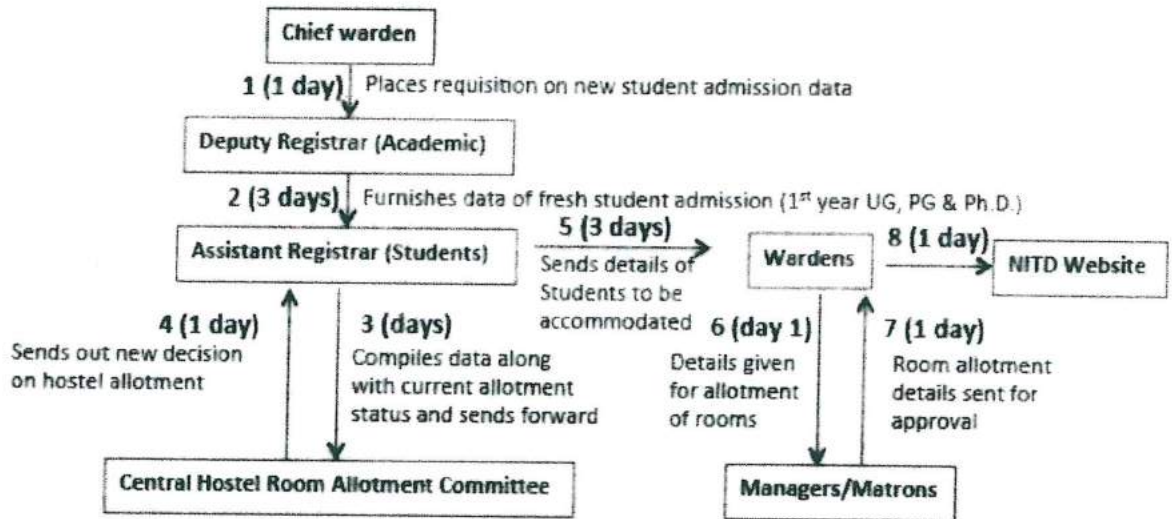 Chief warden
1 (1 day) Places requisition on new student admission data
Deputy Registrar (Academic)
2 (3 days) Furnishes data of fresh student admission (1st year UG, PG & Ph.D.)
Assistant Registrar (Students)
5 (3 days)
Sends details of
Students to be
accommodated
Wardens
8 (1 day)
NITD Website
4 (1 day)
Sends out new decision
on hostel allotment
3 (days)
Compiles data along
with current allotment
status and sends forward
6 (day 1)
Details given
for allotment
of rooms
7 (1 day)
Room allotment
details sent for
approval
Central Hostel Room Allotment Committee
Managers/Matrons